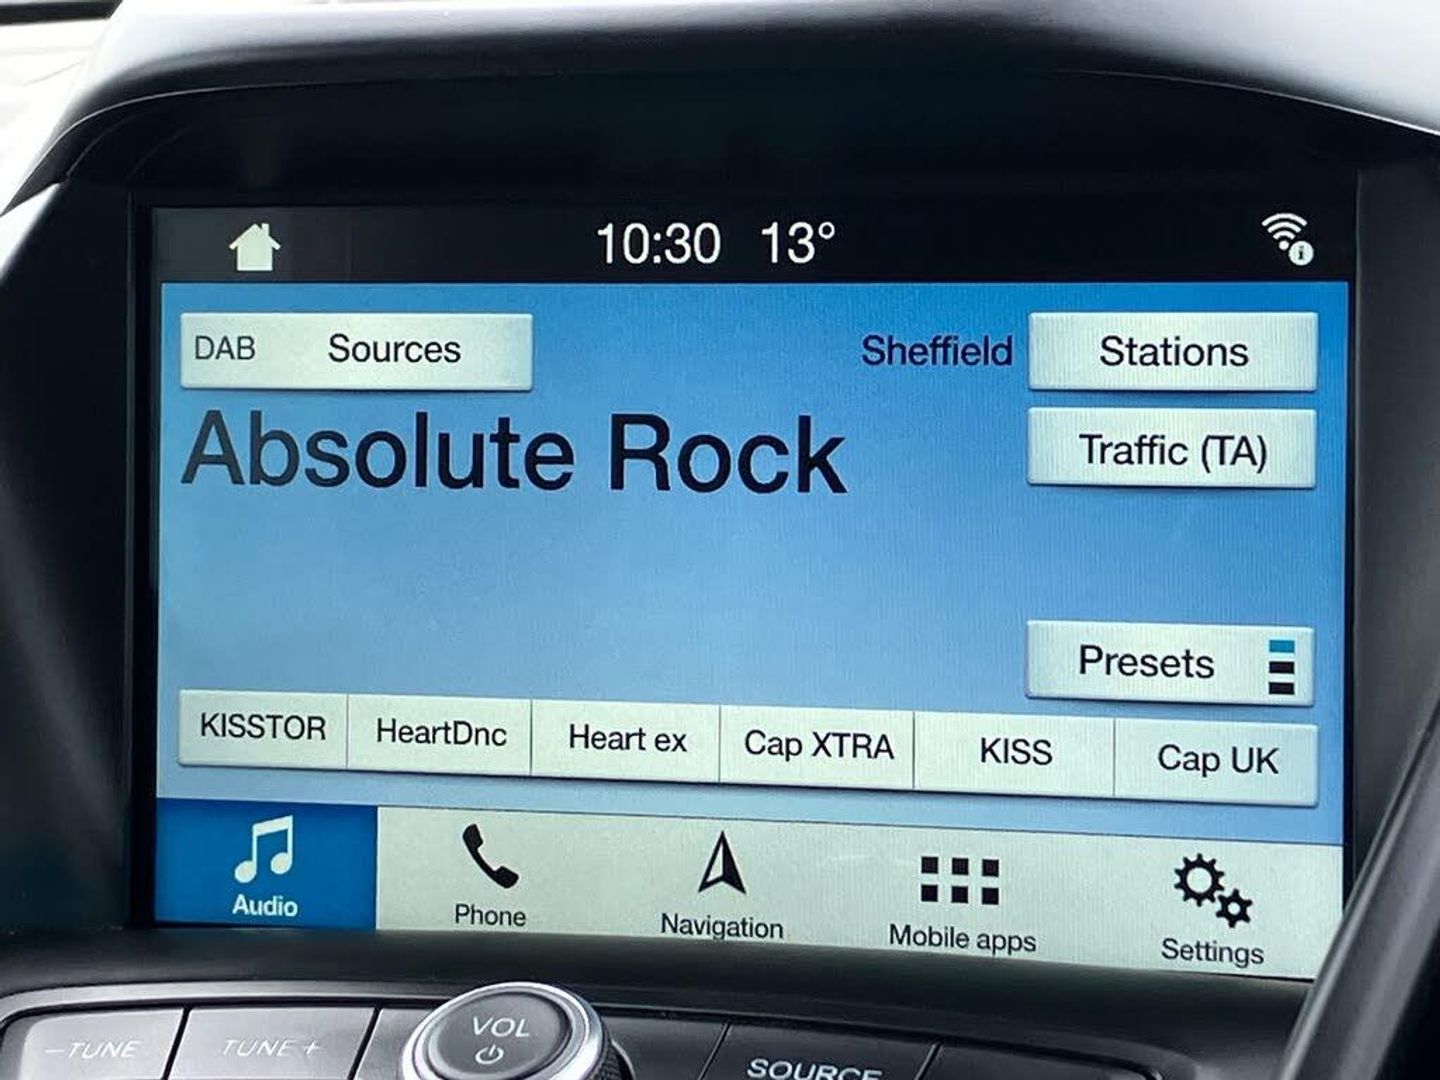 10:30 13°
DAB Sources
Sheffield
Stations
Absolute Rock
Traffic (TA)
Presets
KISSTOR HeartDnc Heart ex Cap XTRA KISS Cap UK
Audio Phone Navigation Mobile apps Settings
–TUNE TUNE+ VOL SOURCE